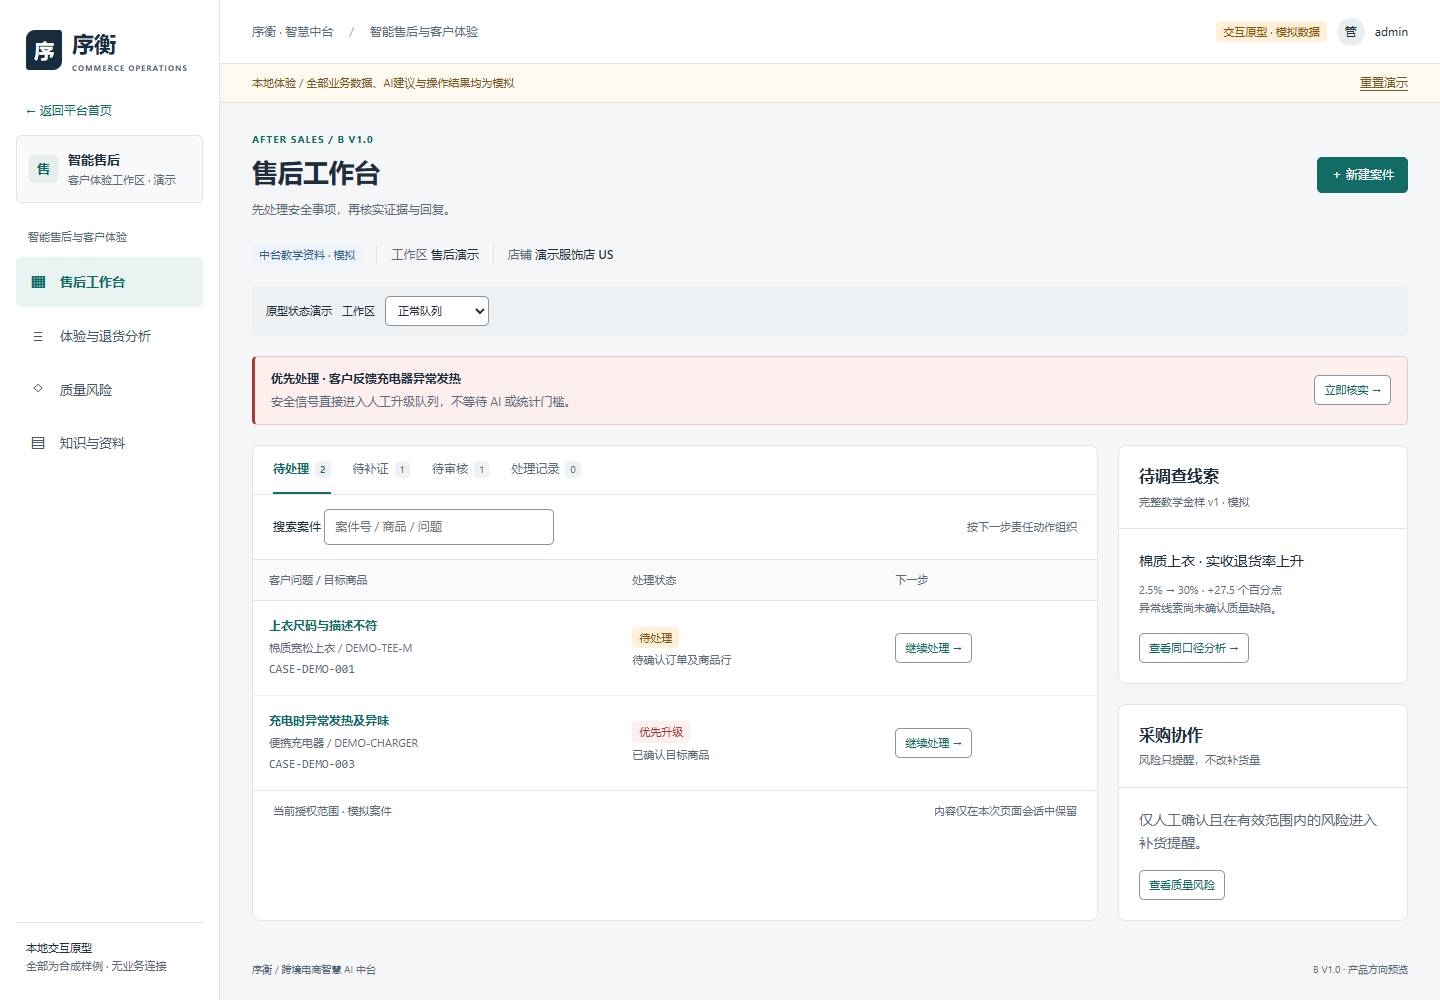 序 序衡
COMMERCE OPERATIONS
← 返回平台首页
售 智能售后
客户体验工作区 · 演示
智能售后与客户体验
售后工作台
体验与退货分析
质量风险
知识与资料
本地交互原型
全部为合成样例 · 无业务连接
序衡 · 智慧中台 / 智能售后与客户体验
交互原型 · 模拟数据 管 admin
本地体验 / 全部业务数据、AI建议与操作结果均为模拟 重置演示
AFTER SALES / B V1.0
售后工作台
+ 新建案件
先处理安全事项，再核实证据与回复。
中台教学资料 · 模拟 工作区 售后演示 店铺 演示服饰店 US
原型状态演示 工作区 正常队列
优先处理 · 客户反馈充电器异常发热
安全信号直接进入人工升级队列，不等待 AI 或统计门槛。
立即核实 →
待处理 2 待补证 1 待审核 1 处理记录 0
搜索案件 案件号 / 商品 / 问题 按下一步责任动作组织
客户问题 / 目标商品 处理状态 下一步
上衣尺码与描述不符
棉质宽松上衣 / DEMO-TEE-M
CASE-DEMO-001
待处理
待确认订单及商品行
继续处理 →
充电时异常发热及异味
便携充电器 / DEMO-CHARGER
CASE-DEMO-003
优先升级
已确认目标商品
继续处理 →
当前授权范围 · 模拟案件 内容仅在本次页面会话中保留
待调查线索
完整教学金样 v1 · 模拟
棉质上衣 · 实收退货率上升
2.5% → 30% · +27.5 个百分点
异常线索尚未确认质量缺陷。
查看同口径分析 →
采购协作
风险只提醒，不改补货量
仅人工确认且在有效范围内的风险进入
补货提醒。
查看质量风险
序衡 / 跨境电商智慧 AI 中台 B V1.0 · 产品方向预览